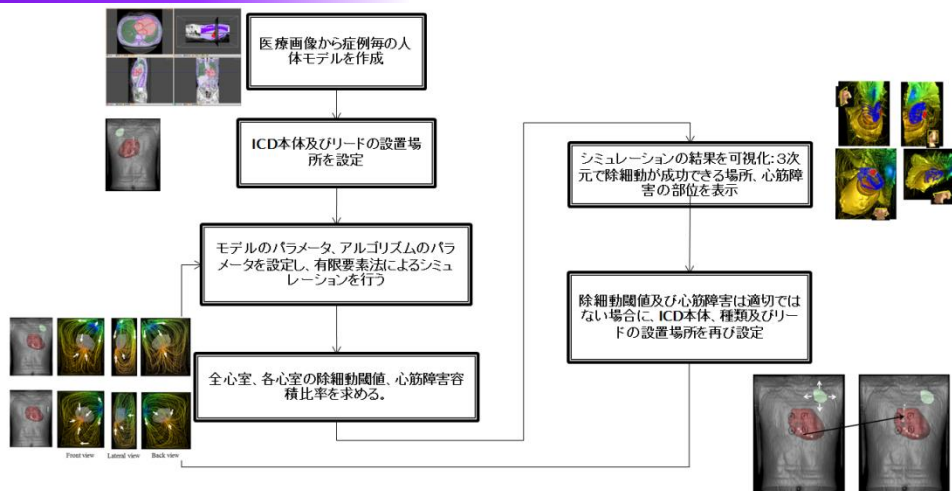 医療画像から症例毎の人
体モデルを作成
ICD本体及びリードの設置場
所を設定
モデルのパラメータ、アルゴリズムのパラ
メータを設定し、有限要素法によるシミュ
レーションを行う
全心室、各心室の除細動閾値、心筋障害容
積比率を求める。
シミュレーションの結果を可視化:3次
元で除細動が成功できる場所、心筋障
害の部位を表示
除細動閾値及び心筋障害は適切では
ない場合に、ICD本体、種類及びリー
ドの設置場所を再び設定
Front view
Lateral view
Back view